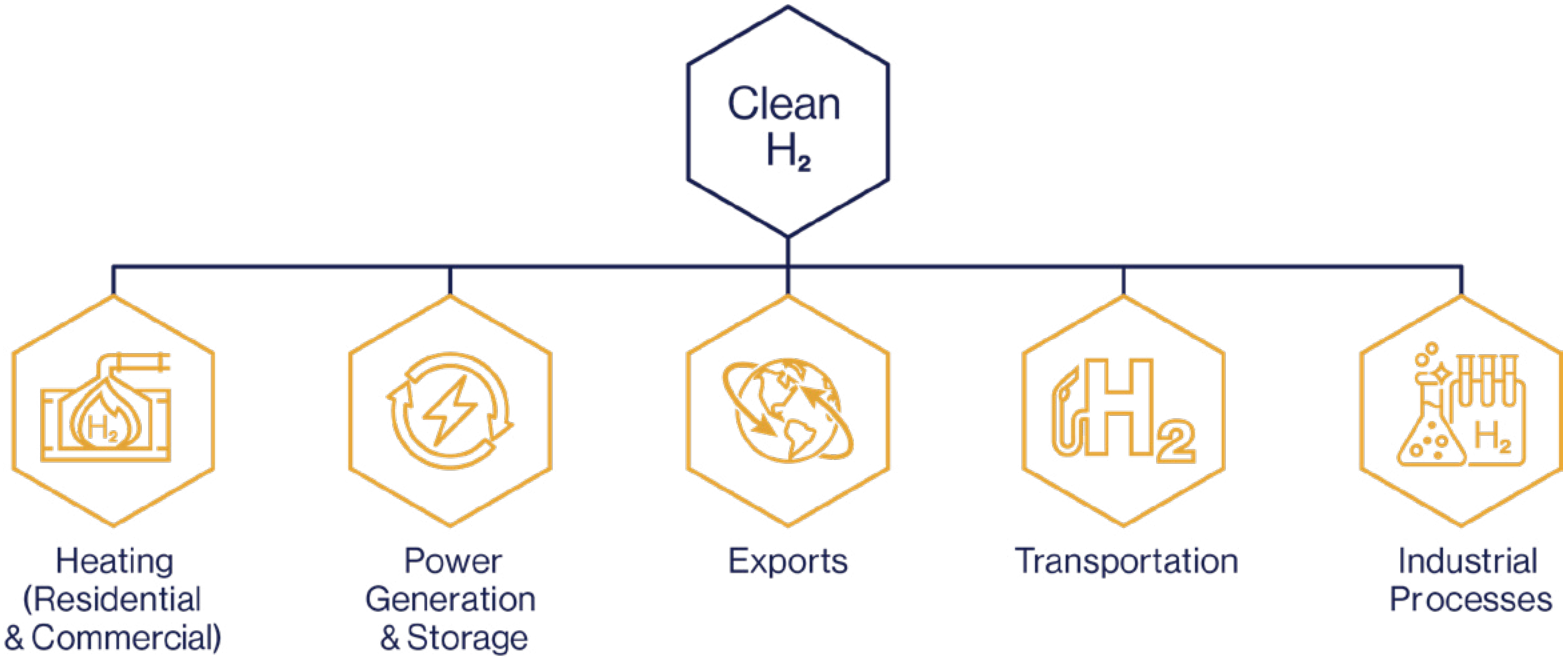 Clean
H₂
H₂
H₂
H₂
Heating
(Residential
& Commercial)
Power
Generation
& Storage
Exports
Transportation
Industrial
Processes